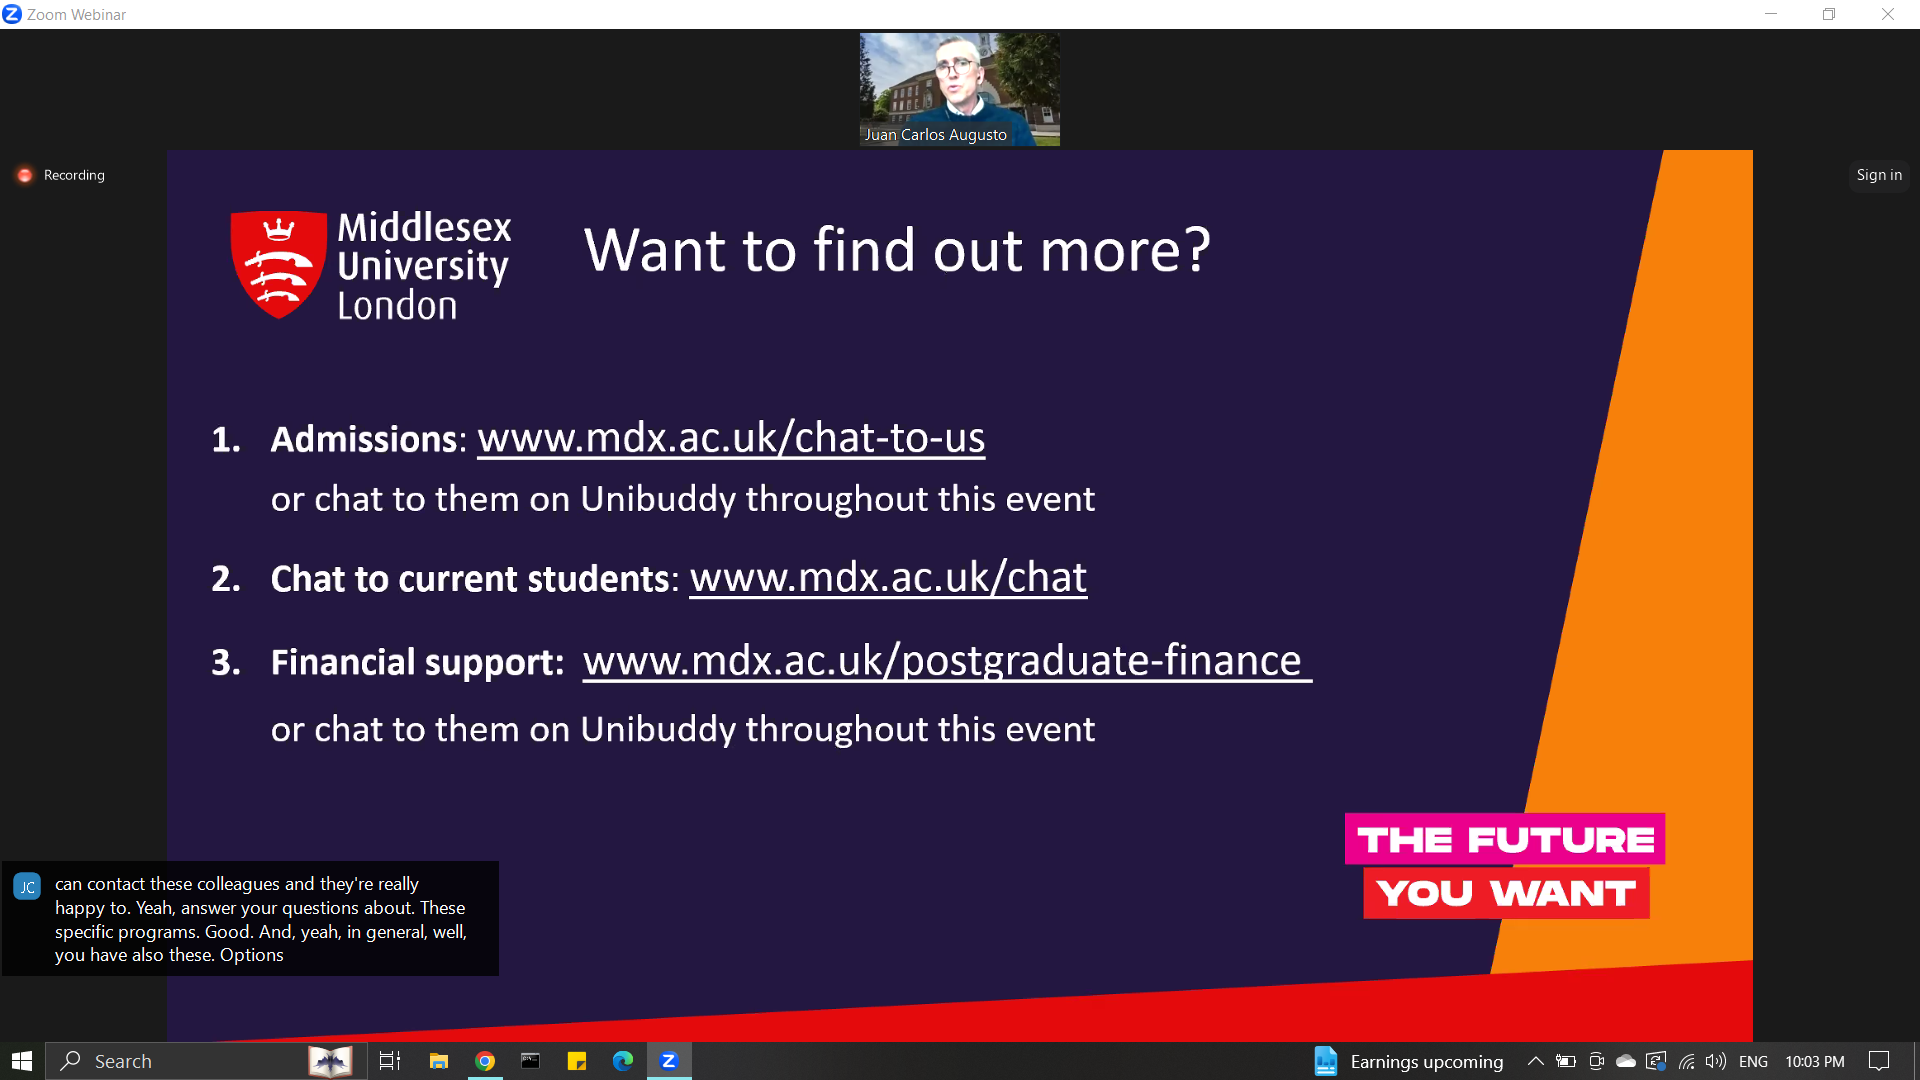 Zoom Webinar
Juan Carlos Augusto
Recording
Sign in
Middlesex
University
London
Want to find out more?
1. Admissions: www.mdx.ac.uk/chat-to-us
or chat to them on Unibuddy throughout this event
2. Chat to current students: www.mdx.ac.uk/chat
3. Financial support: www.mdx.ac.uk/postgraduate-finance
or chat to them on Unibuddy throughout this event
THE FUTURE
YOU WANT
JC
can contact these colleagues and they're really
happy to. Yeah, answer your questions about. These
specific programs. Good. And, yeah, in general, well,
you have also these. Options
Search
Earnings upcoming
ENG
10:03 PM